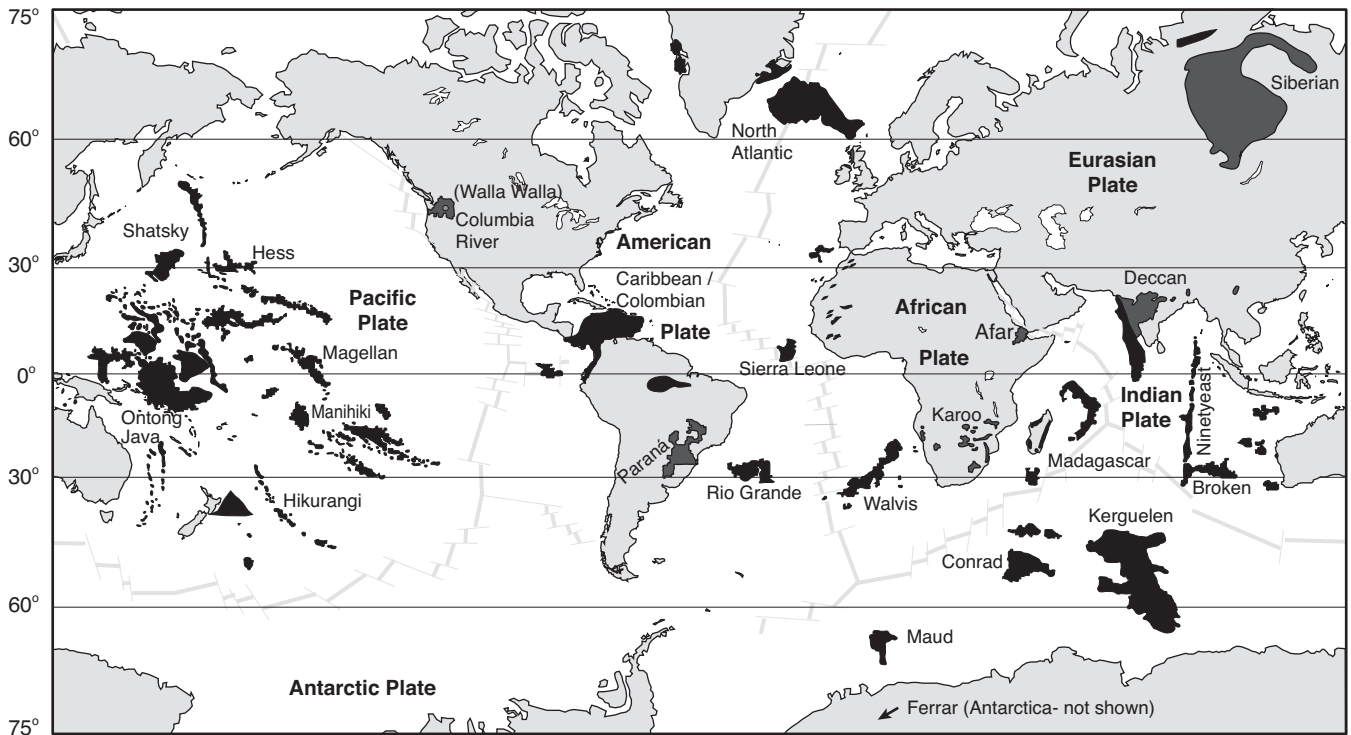 75°
Siberian
North
Atlantic
60°
Eurasian
Plate
(Walla Walla)
Columbia
River
Shatsky
Hess
American
30°
Caribbean /
Colombian
Deccan
Pacific
Plate
African
Plate
Afar
Plate
Magellan
Sierra Leone
0°
Indian
Plate
Ninetyeast
Ontong
Java
Manihiki
Karoo
Paraná
Madagascar
30°
Rio Grande
Walvis
Broken
Hikurangi
Kerguelen
Conrad
60°
Maud
Antarctic Plate
Ferrar (Antarctica- not shown)
75°